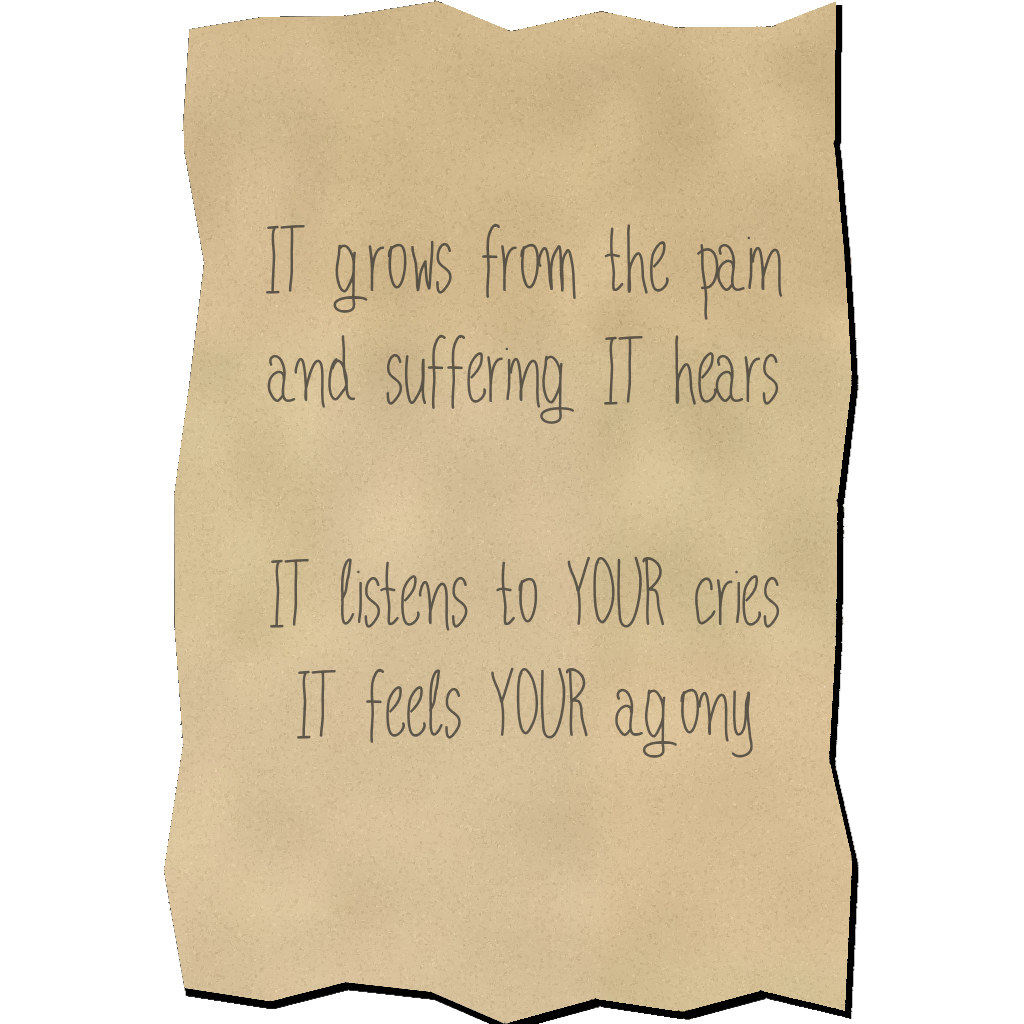 IT grows from the pain
and suffering IT hears
IT listens to YOUR cries
IT feels YOUR agony